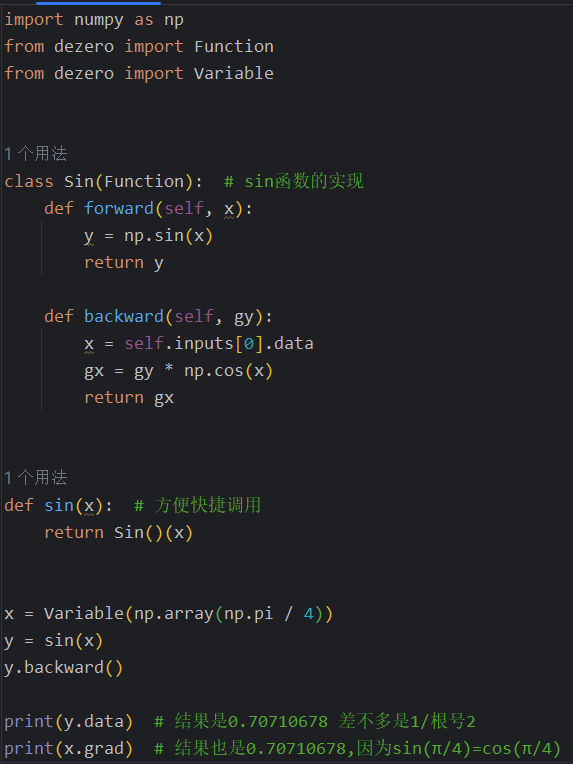 import numpy as np
from dezero import Function
from dezero import Variable
1 个用法
class Sin(Function):  # sin函数的实现
    def forward(self, x):
        y = np.sin(x)
        return y
    def backward(self, gy):
        x = self.inputs[0].data
        gx = gy * np.cos(x)
        return gx
1 个用法
def sin(x):  # 方便快捷调用
    return Sin()(x)
x = Variable(np.array(np.pi / 4))
y = sin(x)
y.backward()
print(y.data)  # 结果是0.70710678 差不多是1/根号2
print(x.grad)  # 结果也是0.70710678,因为sin(π/4)=cos(π/4)